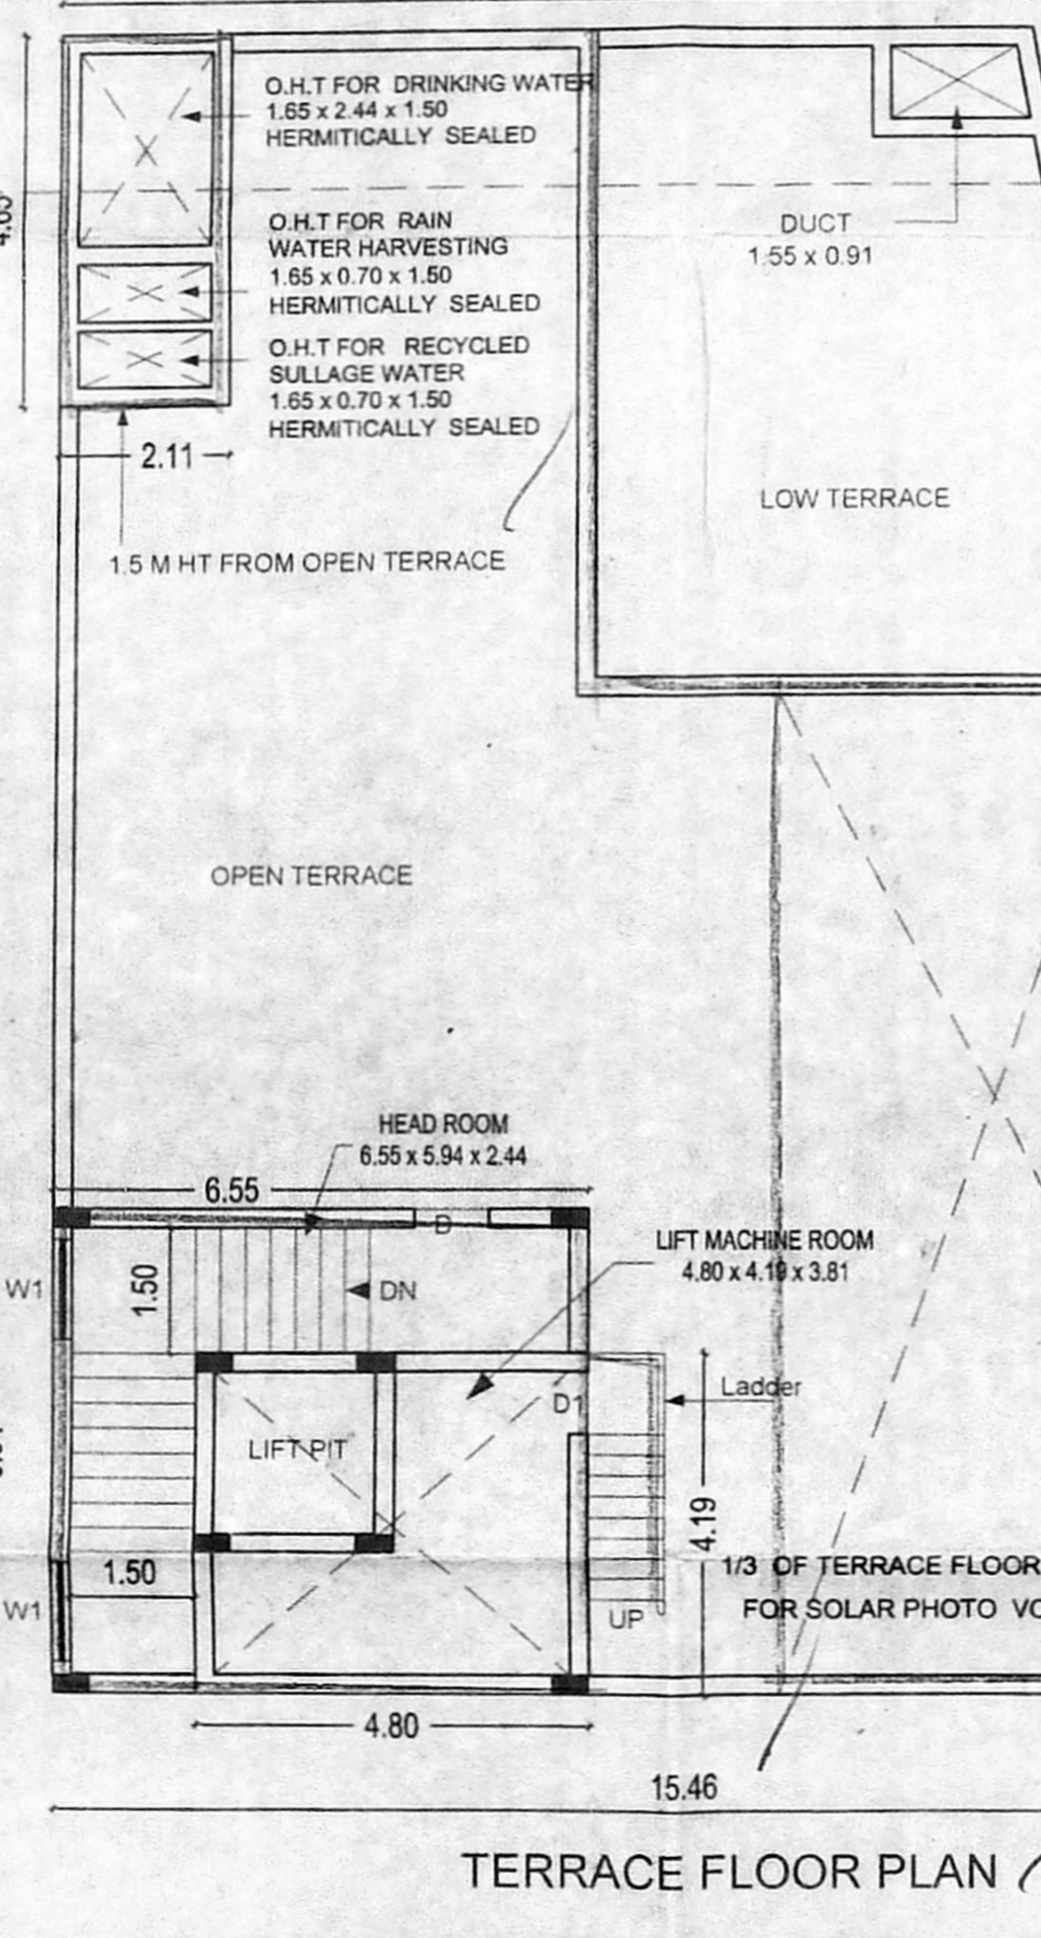 O.H.T FOR DRINKING WATER
1.65 x 2.44 x 1.50
HERMITICALLY SEALED
O.H.T FOR RAIN
WATER HARVESTING
1.65 x 0.70 x 1.50
HERMITICALLY SEALED
O.H.T FOR RECYCLED
SULLAGE WATER
1.65 x 0.70 x 1.50
HERMITICALLY SEALED
DUCT
1.55 x 0.91
2.11
LOW TERRACE
1.5 M HT FROM OPEN TERRACE
OPEN TERRACE
HEAD ROOM
6.55 x 5.94 x 2.44
6.55
D
LIFT MACHINE ROOM
4.80 x 4.19 x 3.81
W1
1.50
DN
Ladder
D1
LIFT PIT
4.19
1/3 OF TERRACE FLOOR
1.50
FOR SOLAR PHOTO
W1
UP
4.80
15.46
TERRACE FLOOR PLAN